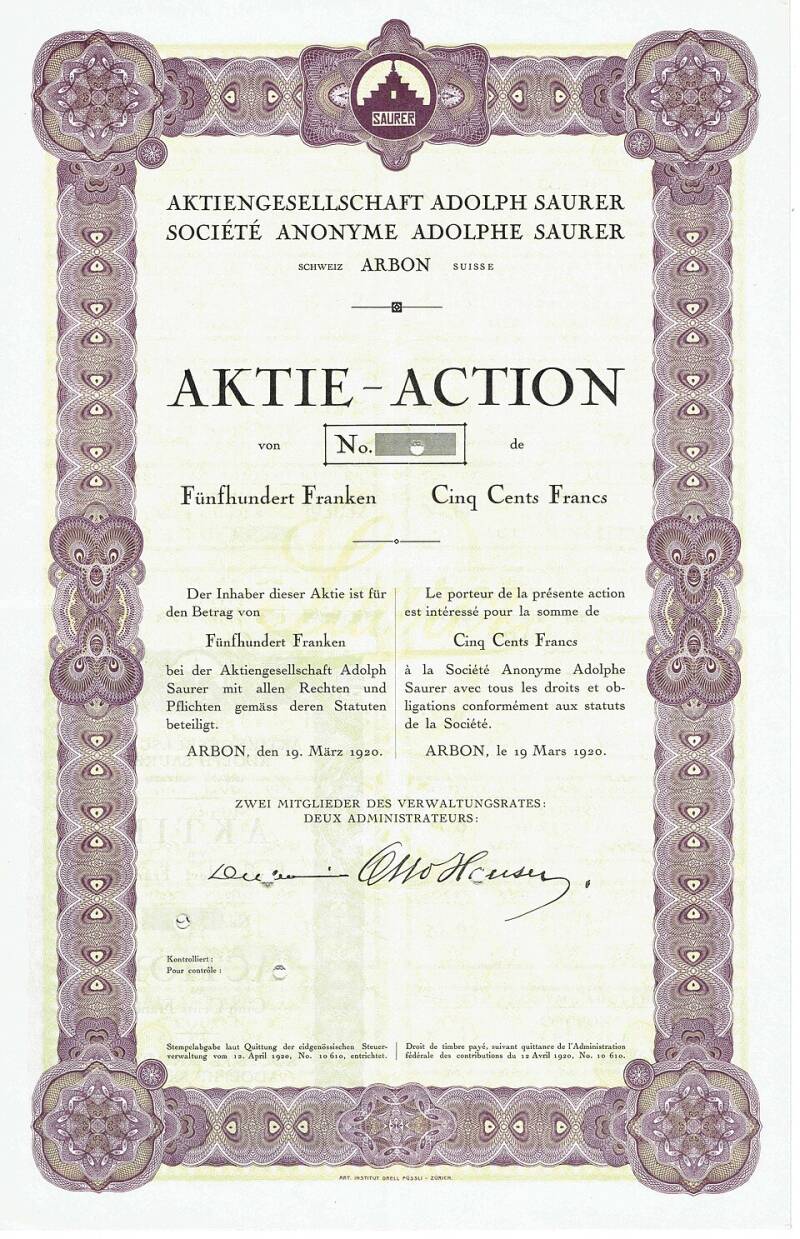 SAURER
AKTIENGESELLSCHAFT ADOLPH SAURER
SOCIÉTÉ ANONYME ADOLPHE SAURER
SCHWEIZ ARBON SUISSE
AKTIE – ACTION
von No. de
Fünfhundert Franken Cinq Cents Francs
Der Inhaber dieser Aktie ist für
den Betrag von
Fünfhundert Franken
bei der Aktiengesellschaft Adolph
Saurer mit allen Rechten und
Pflichten gemäss deren Statuten
beteiligt.
ARBON, den 19. März 1920.
Le porteur de la présente action
est intéressé pour la somme de
Cinq Cents Francs
à la Société Anonyme Adolphe
Saurer avec tous les droits et ob-
ligations conformément aux statuts
de la Société.
ARBON, le 19 Mars 1920.
ZWEI MITGLIEDER DES VERWALTUNGSRATES:
DEUX ADMINISTRATEURS:
Otto Hauser.
Kontrolliert:
Pour contrôle:
Stempelabgabe laut Quittung der eidgenössischen Steuer-
verwaltung vom 12. April 1920, No. 10 610, entrichtet.
Droit de timbre payé, suivant quittance de l'Administration
fédérale des contributions du 12 Avril 1920, No. 10 610.
ART. INSTITUT ORELL FÜSSLI - ZÜRICH.